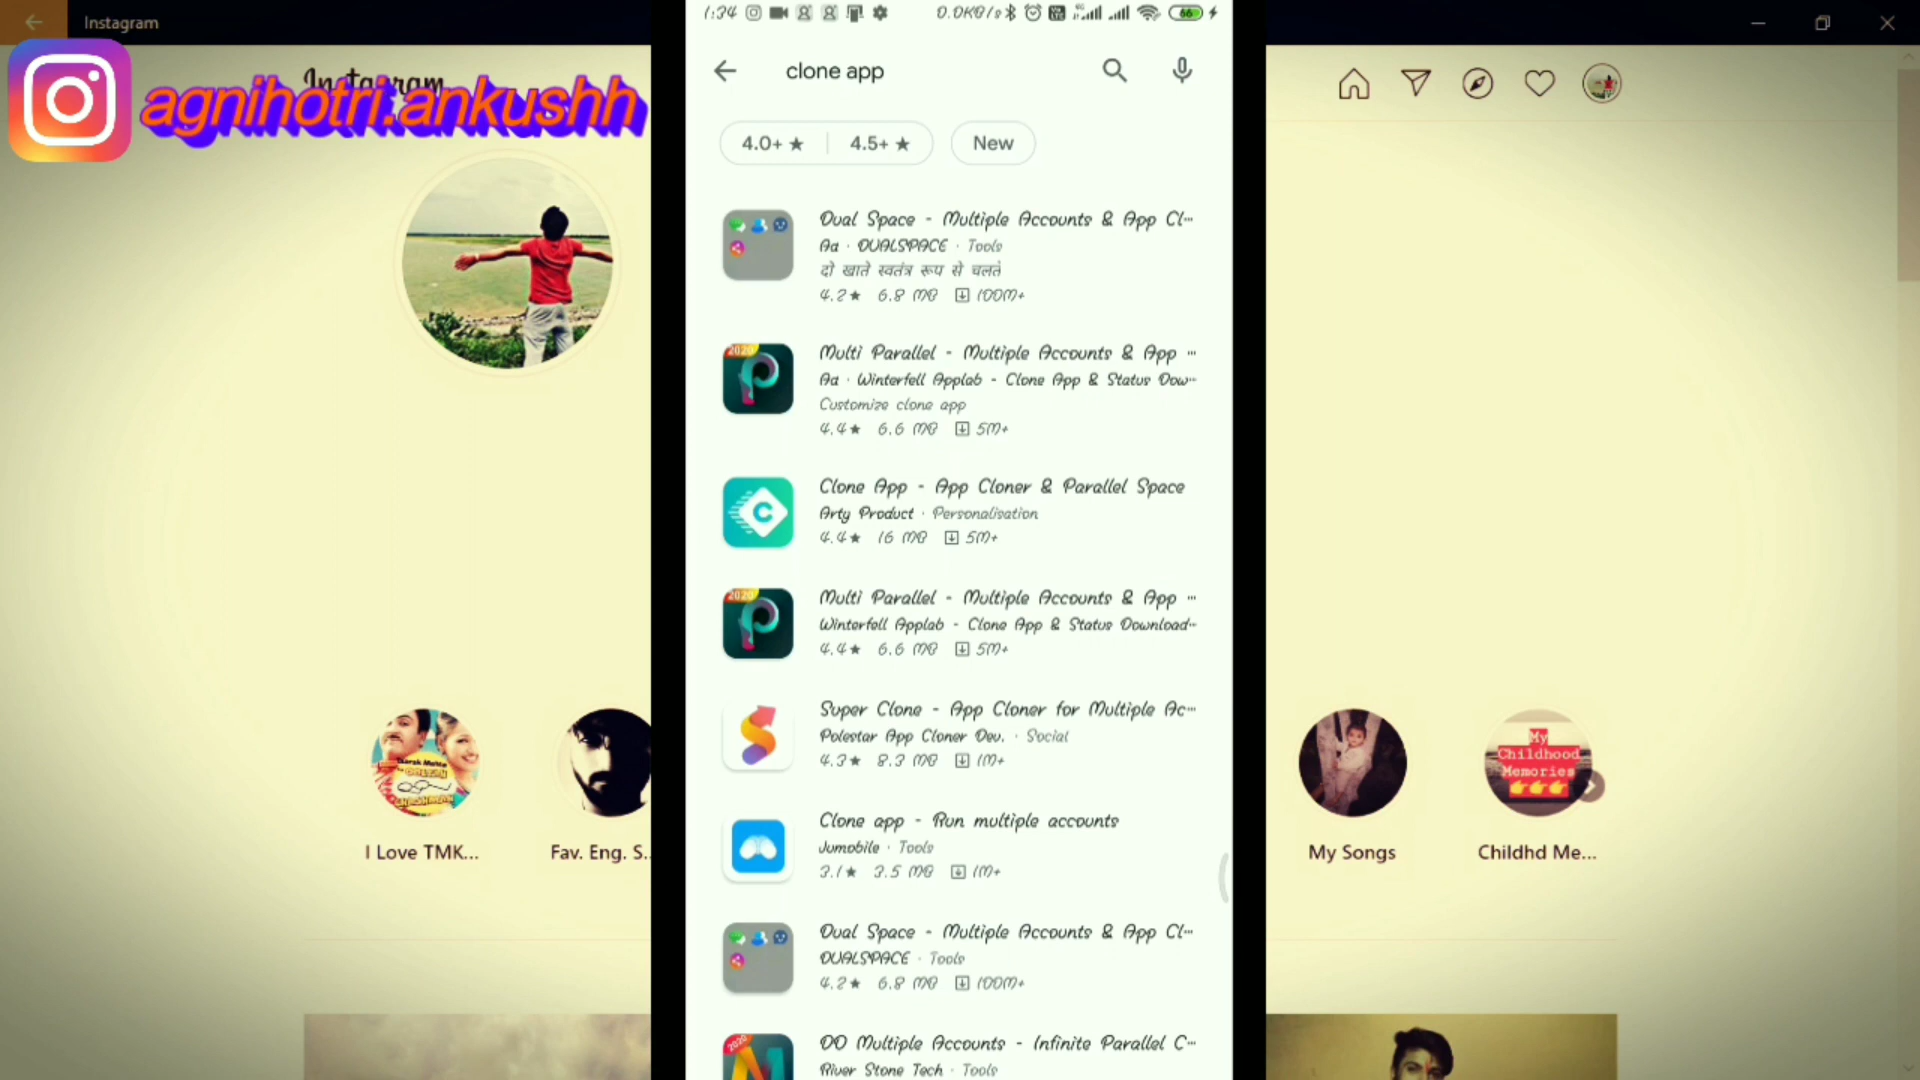 Instagram
Instagram
agnihotri.ankushh
1:34
0.0KB/s
66
clone app
4.0+ ★
4.5+ ★
New
Dual Space - Multiple Accounts & App Cl...
Ad · DUALSPACE · Tools
दो खाते स्वतंत्र रूप से चलते
4.2★ 6.8 MB 100M+
2020
Multi Parallel - Multiple Accounts & App ...
Ad · Winterfell Applab - Clone App & Status Dow...
Customize clone app
4.4★ 6.6 MB 5M+
Clone App - App Cloner & Parallel Space
Arty Product · Personalisation
4.4★ 16 MB 5M+
2020
Multi Parallel - Multiple Accounts & App ...
Winterfell Applab - Clone App & Status Download...
4.4★ 6.6 MB 5M+
Super Clone - App Cloner for Multiple Ac...
Polestar App Cloner Dev. · Social
4.3★ 8.3 MB 1M+
Clone app - Run multiple accounts
Jumobile · Tools
3.1★ 3.5 MB 1M+
Dual Space - Multiple Accounts & App Cl...
DUALSPACE · Tools
4.2★ 6.8 MB 100M+
2020
DO Multiple Accounts - Infinite Parallel C...
River Stone Tech · Tools
I Love TMK...
Fav. Eng. S...
My Songs
My
Childhood
Memories
Childhd Me...